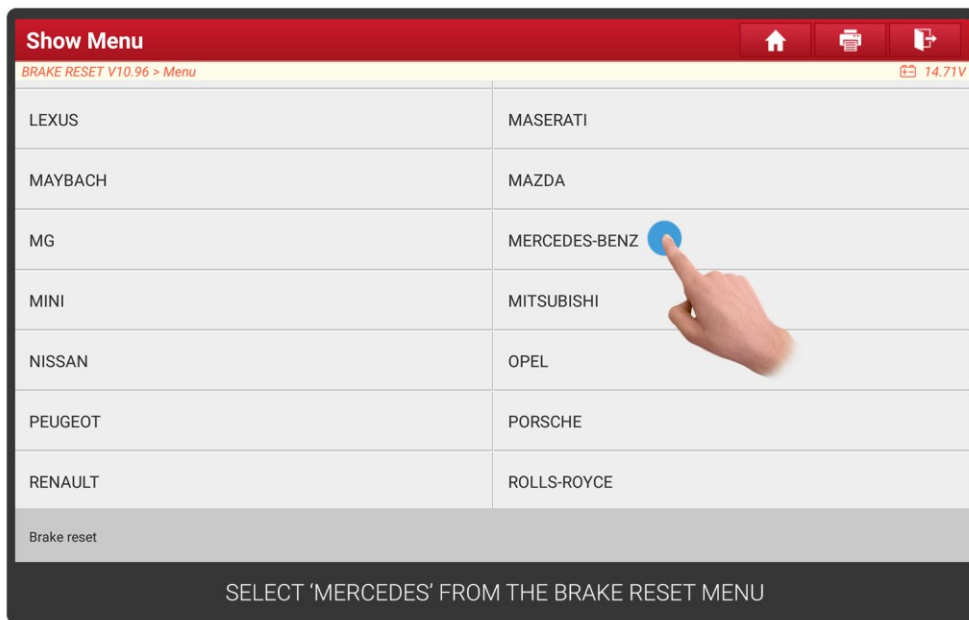 Show Menu
BRAKE RESET V10.96 > Menu
14.71V
LEXUS
MASERATI
MAYBACH
MAZDA
MG
MERCEDES-BENZ
MINI
MITSUBISHI
NISSAN
OPEL
PEUGEOT
PORSCHE
RENAULT
ROLLS-ROYCE
Brake reset
SELECT ‘MERCEDES’ FROM THE BRAKE RESET MENU